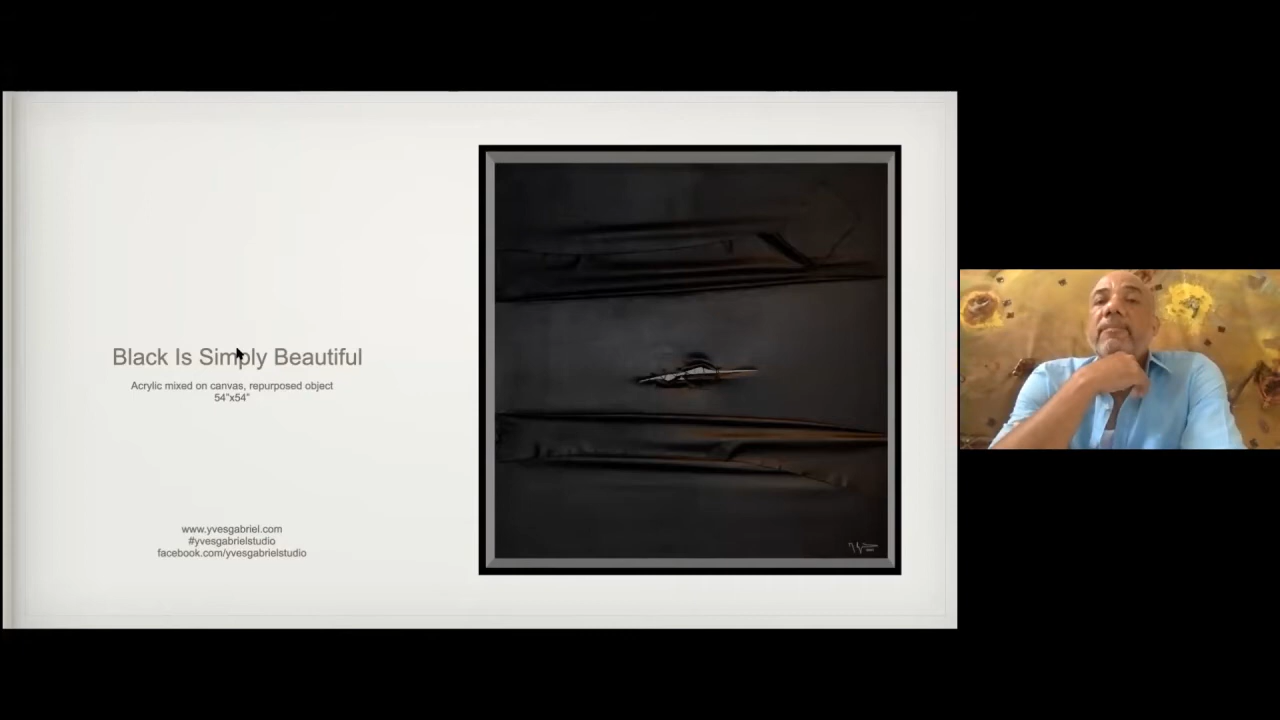 Black Is Simply Beautiful
Acrylic mixed on canvas, repurposed object
54"x54"
www.yvesgabriel.com
#yvesgabrielstudio
facebook.com/yvesgabrielstudio